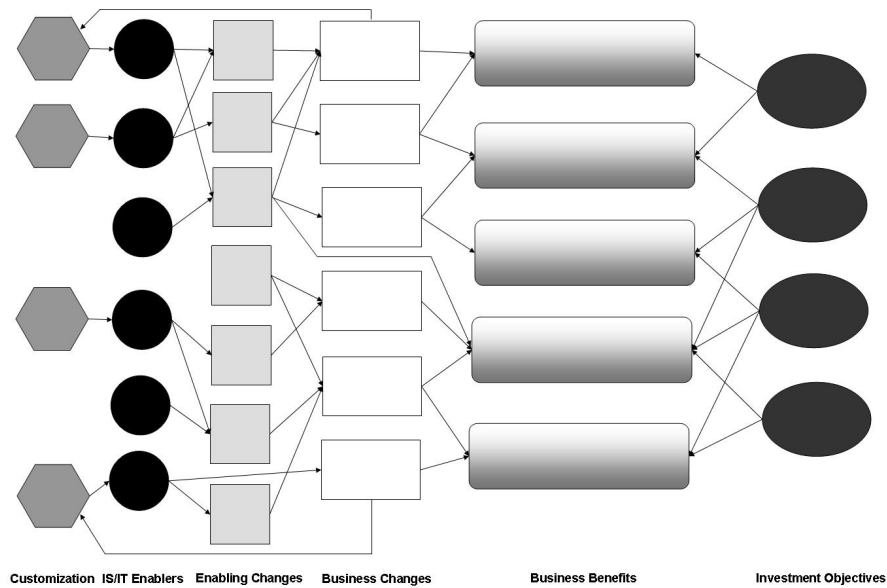 Customization IS/IT Enablers Enabling Changes Business Changes Business Benefits Investment Objectives